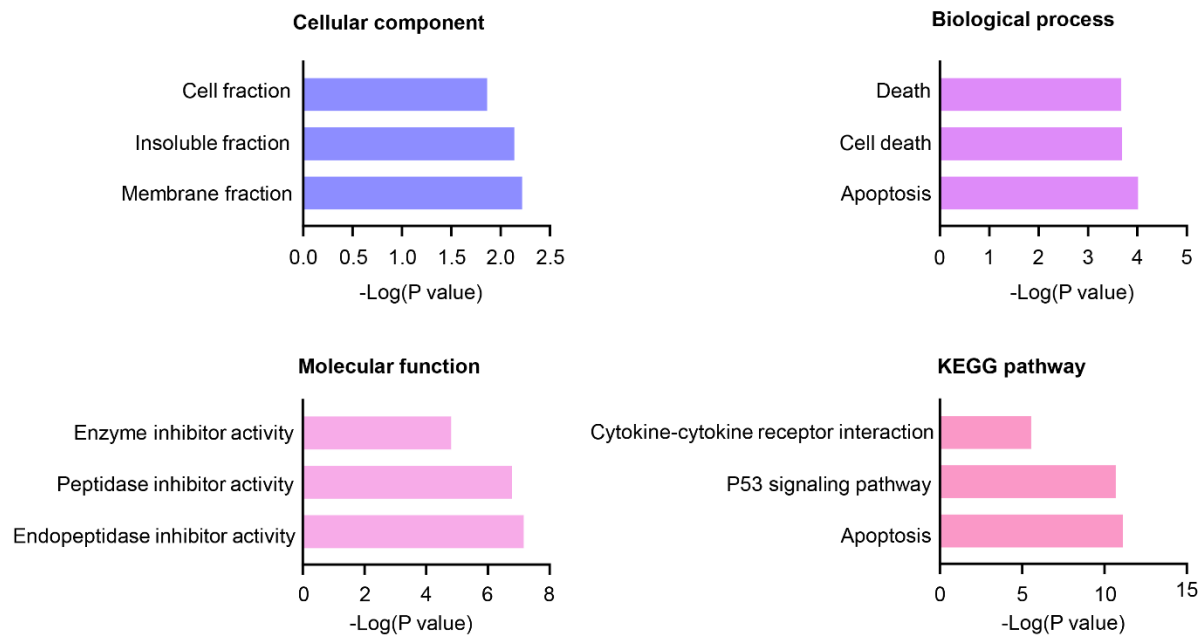 Cellular component
Cell fraction
Insoluble fraction
Membrane fraction
0.0 0.5 1.0 1.5 2.0 2.5
-Log(P value)
Biological process
Death
Cell death
Apoptosis
0 1 2 3 4 5
-Log(P value)
Molecular function
Enzyme inhibitor activity
Peptidase inhibitor activity
Endopeptidase inhibitor activity
0 2 4 6 8
-Log(P value)
KEGG pathway
Cytokine-cytokine receptor interaction
P53 signaling pathway
Apoptosis
0 5 10 15
-Log(P value)